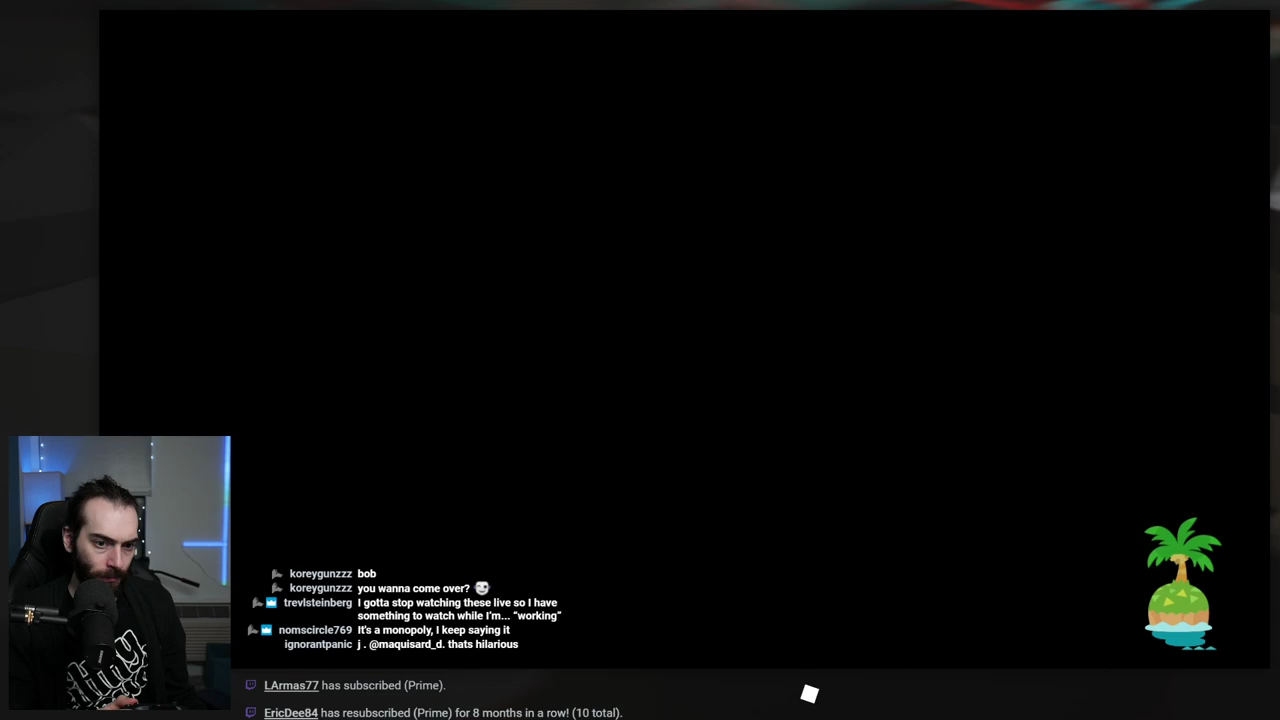 koreygunzzz bob
koreygunzzz you wanna come over?
trevlsteinberg I gotta stop watching these live so I have
something to watch while I'm... “working”
nomscircle769 It's a monopoly, I keep saying it
ignorantpanic j . @maquisard_d. thats hilarious
LArmas77 has subscribed (Prime).
EricDee84 has resubscribed (Prime) for 8 months in a row! (10 total).